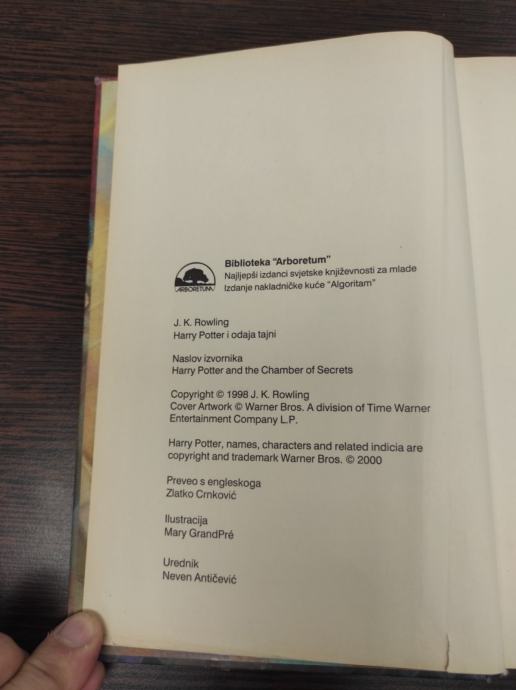 Biblioteka "Arboretum"
Najljepši izdanci svjetske književnosti za mlade
Izdanje nakladničke kuće "Algoritam"
ARBORETUM
J. K. Rowling
Harry Potter i odaja tajni
Naslov izvornika
Harry Potter and the Chamber of Secrets
Copyright © 1998 J. K. Rowling
Cover Artwork © Warner Bros. A division of Time Warner
Entertainment Company L.P.
Harry Potter, names, characters and related indicia are
copyright and trademark Warner Bros. © 2000
Preveo s engleskoga
Zlatko Crnković
Ilustracija
Mary GrandPré
Urednik
Neven Antičević